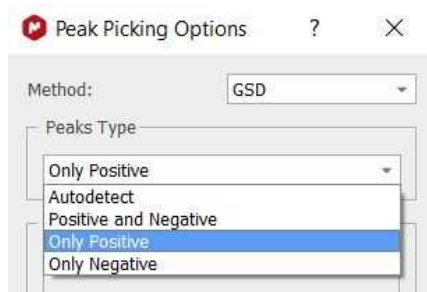 Peak Picking Options ? ×
Method: GSD
Peaks Type
Only Positive
Autodetect
Positive and Negative
Only Positive
Only Negative